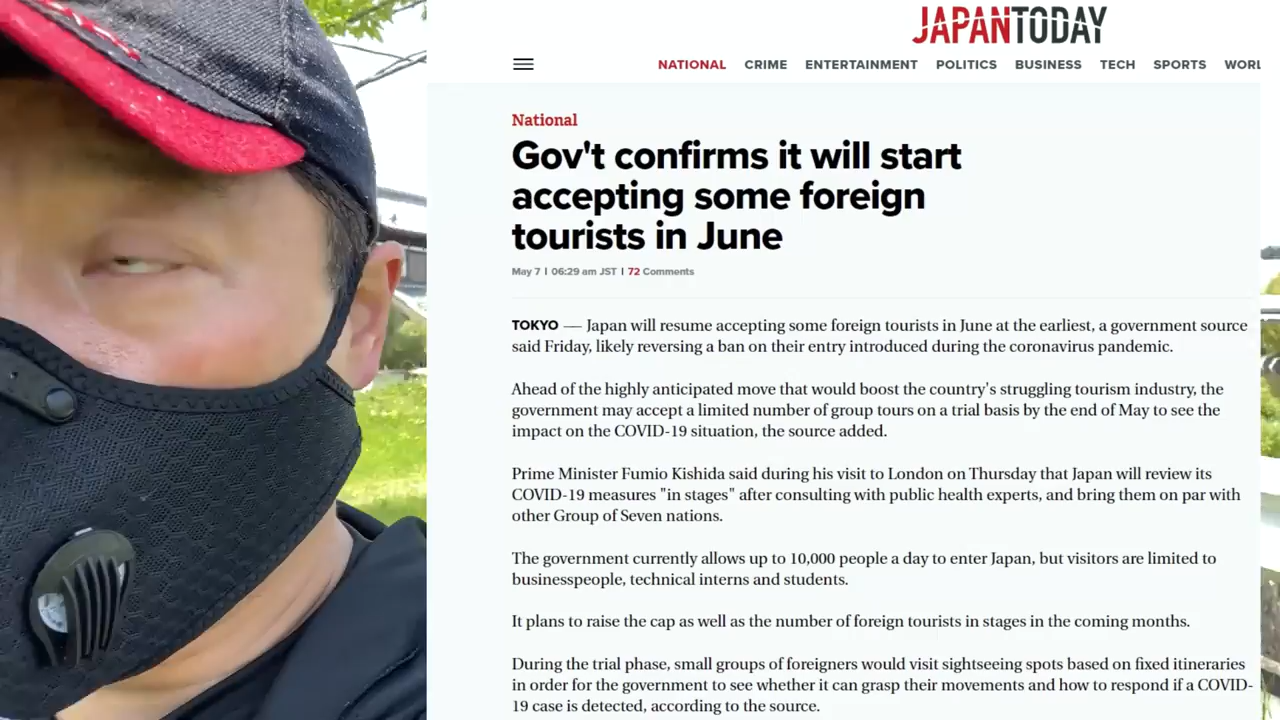 JAPANTODAY
NATIONAL CRIME ENTERTAINMENT POLITICS BUSINESS TECH SPORTS
National
Gov't confirms it will start
accepting some foreign
tourists in June
May 7 | 06:29 am JST | 72 Comments
TOKYO — Japan will resume accepting some foreign tourists in June at the earliest, a government source
said Friday, likely reversing a ban on their entry introduced during the coronavirus pandemic.
Ahead of the highly anticipated move that would boost the country's struggling tourism industry, the
government may accept a limited number of group tours on a trial basis by the end of May to see the
impact on the COVID-19 situation, the source added.
Prime Minister Fumio Kishida said during his visit to London on Thursday that Japan will review its
COVID-19 measures "in stages" after consulting with public health experts, and bring them on par with
other Group of Seven nations.
The government currently allows up to 10,000 people a day to enter Japan, but visitors are limited to
businesspeople, technical interns and students.
It plans to raise the cap as well as the number of foreign tourists in stages in the coming months.
During the trial phase, small groups of foreigners would visit sightseeing spots based on fixed itineraries
in order for the government to see whether it can grasp their movements and how to respond if a COVID-
19 case is detected, according to the source.